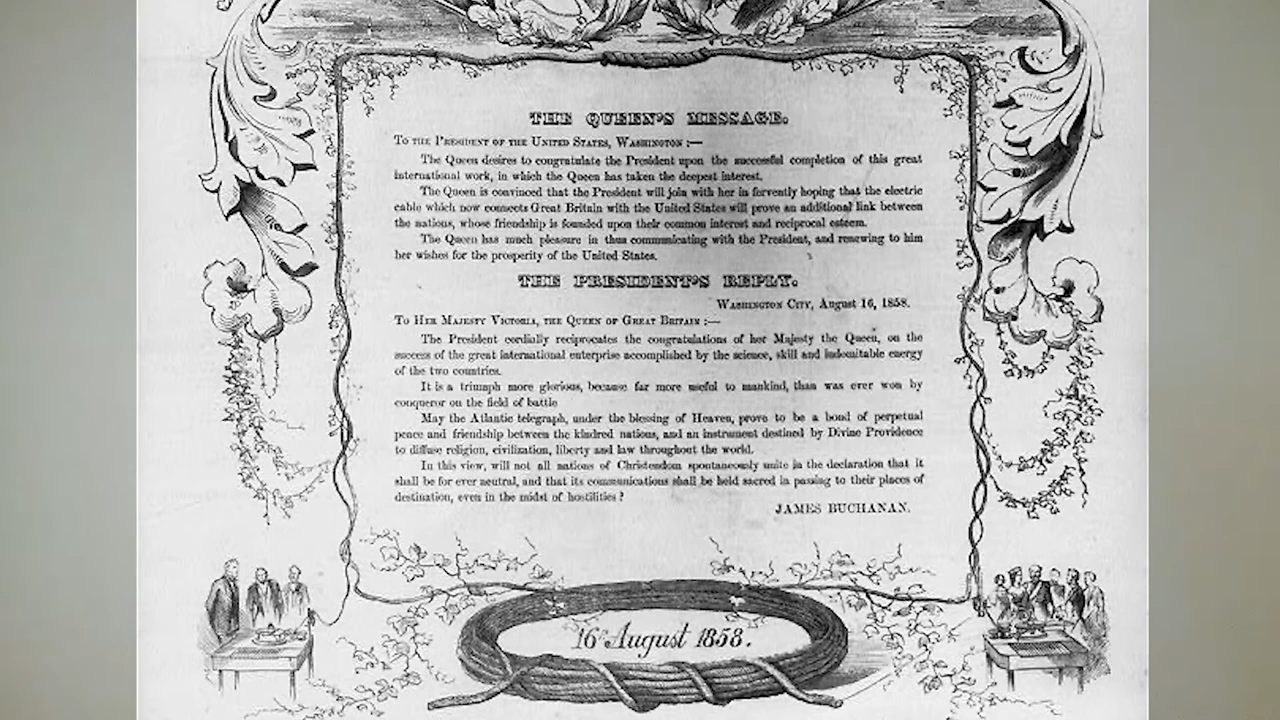 THE QUEEN'S MESSAGE.
TO THE PRESIDENT OF THE UNITED STATES, WASHINGTON :—
The Queen desires to congratulate the President upon the successful completion of this great
international work, in which the Queen has taken the deepest interest.
The Queen is convinced that the President will join with her in fervently hoping that the electric
cable which now connects Great Britain with the United States will prove an additional link between
the nations, whose friendship is founded upon their common interest and reciprocal esteem.
The Queen has much pleasure in thus communicating with the President, and renewing to him
her wishes for the prosperity of the United States.
THE PRESIDENT'S REPLY.
WASHINGTON CITY, August 16, 1858.
TO HER MAJESTY VICTORIA, THE QUEEN OF GREAT BRITAIN :—
The President cordially reciprocates the congratulations of her Majesty the Queen, on the
success of the great international enterprise accomplished by the science, skill and indomitable energy
of the two countries.
It is a triumph more glorious, because far more useful to mankind, than was ever won by
conqueror on the field of battle
May the Atlantic telegraph, under the blessing of Heaven, prove to be a bond of perpetual
peace and friendship between the kindred nations, and an instrument destined by Divine Providence
to diffuse religion, civilization, liberty and law throughout the world.
In this view, will not all nations of Christendom spontaneously unite in the declaration that it
shall be for ever neutral, and that its communications shall be held sacred in passing to their places of
destination, even in the midst of hostilities ?
JAMES BUCHANAN.
16 August 1858.